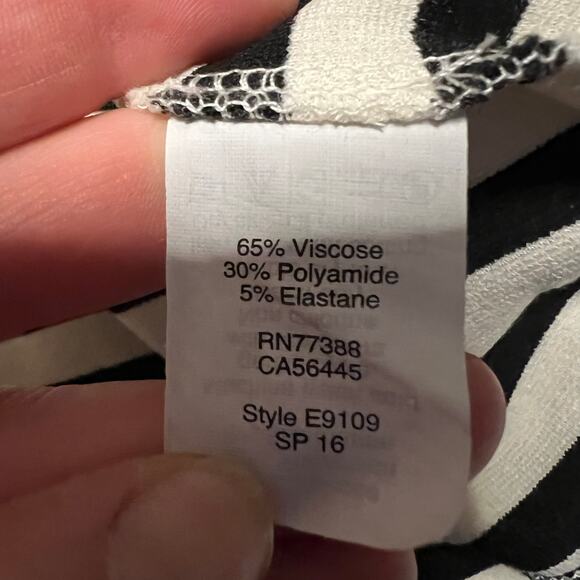 65% Viscose
30% Polyamide
5% Elastane
RN77388
CA56445
Style E9109
SP 16